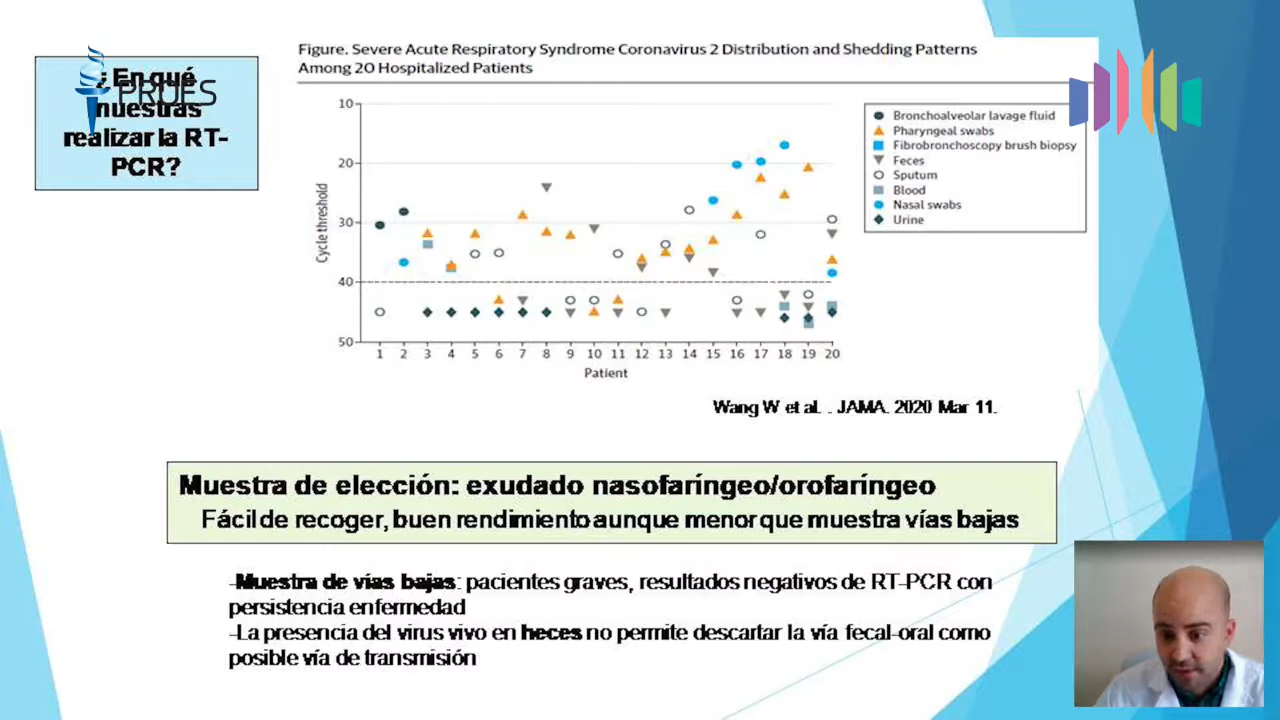 ¿En qué
muestras
realizar la RT-
PCR?
PROES
Figure. Severe Acute Respiratory Syndrome Coronavirus 2 Distribution and Shedding Patterns
Among 20 Hospitalized Patients
10
20
30
40
50
Cycle threshold
1 2 3 4 5 6 7 8 9 10 11 12 13 14 15 16 17 18 19 20
Patient
Bronchoalveolar lavage fluid
Pharyngeal swabs
Fibrobronchoscopy brush biopsy
Feces
Sputum
Blood
Nasal swabs
Urine
Wang W et al. . JAMA. 2020 Mar 11.
Muestra de elección: exudado nasofaríngeo/orofaríngeo
Fácil de recoger, buen rendimiento aunque menor que muestra vías bajas
-Muestra de vías bajas: pacientes graves, resultados negativos de RT-PCR con
persistencia enfermedad
-La presencia del virus vivo en heces no permite descartar la vía fecal-oral como
posible vía de transmisión